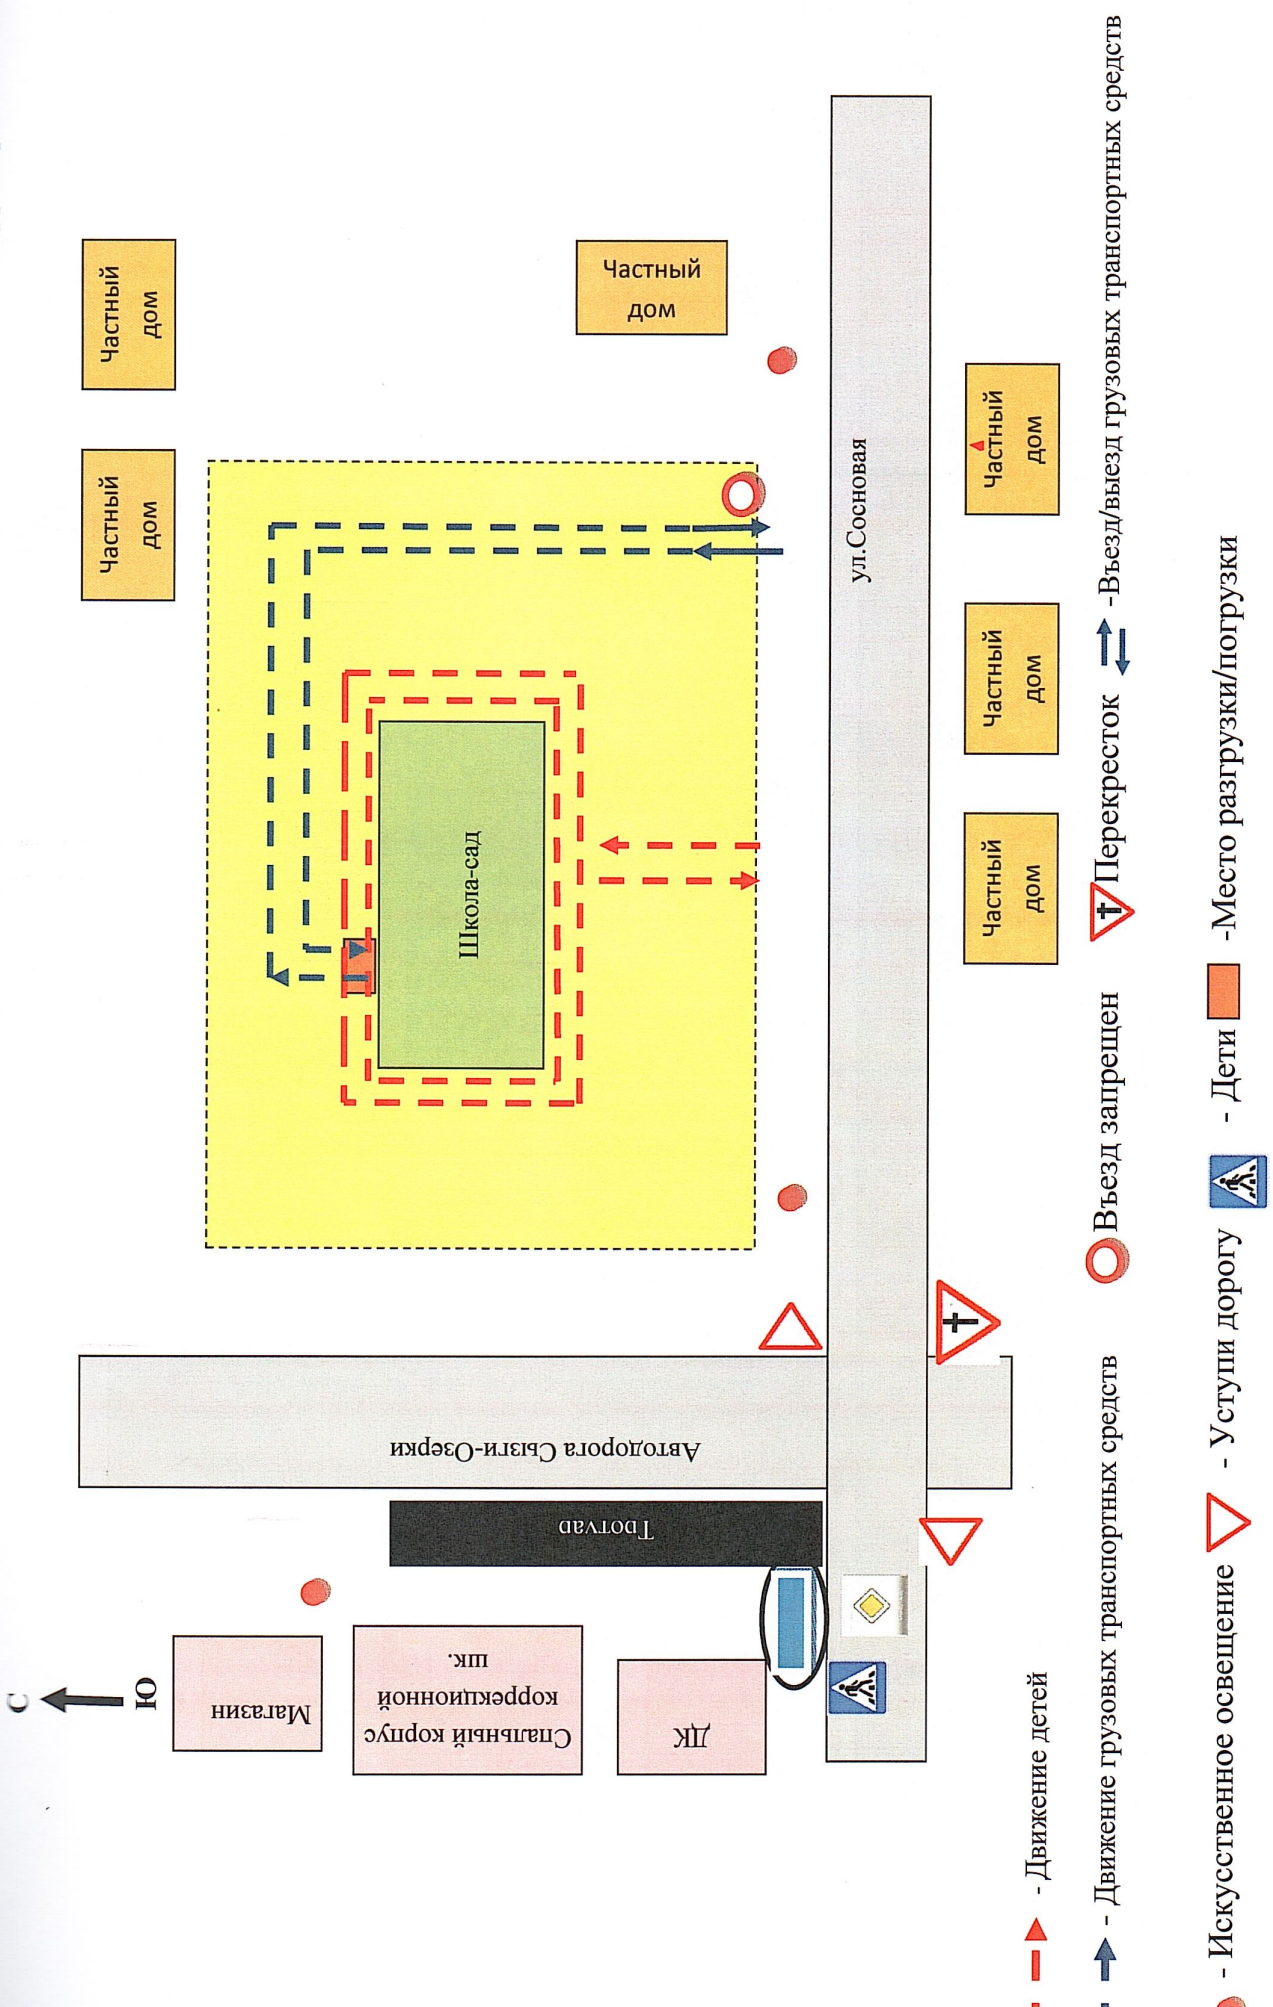 С
Ю
Магазин
Спальный корпус
коррекционной
шк.
ДК
Тротуар
Автодорога Сызги-Озерки
Школа-сад
ул.Сосновая
Частный
дом
Частный
дом
Частный
дом
Частный
дом
Частный
дом
Частный
дом
- Движение детей
- Движение грузовых транспортных средств
Въезд запрещен
Перекресток
-Въезд/выезд грузовых транспортных средств
- Искусственное освещение
- Уступи дорогу
- Дети
-Место разгрузки/погрузки